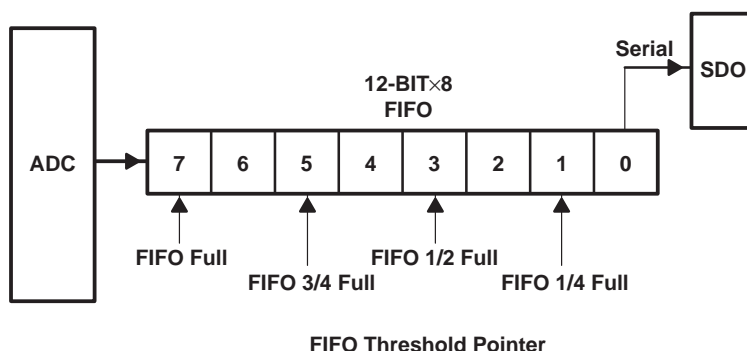 Serial
SDO
12-BIT×8
FIFO
ADC
7 6 5 4 3 2 1 0
FIFO Full
FIFO 1/2 Full
FIFO 3/4 Full
FIFO 1/4 Full
FIFO Threshold Pointer